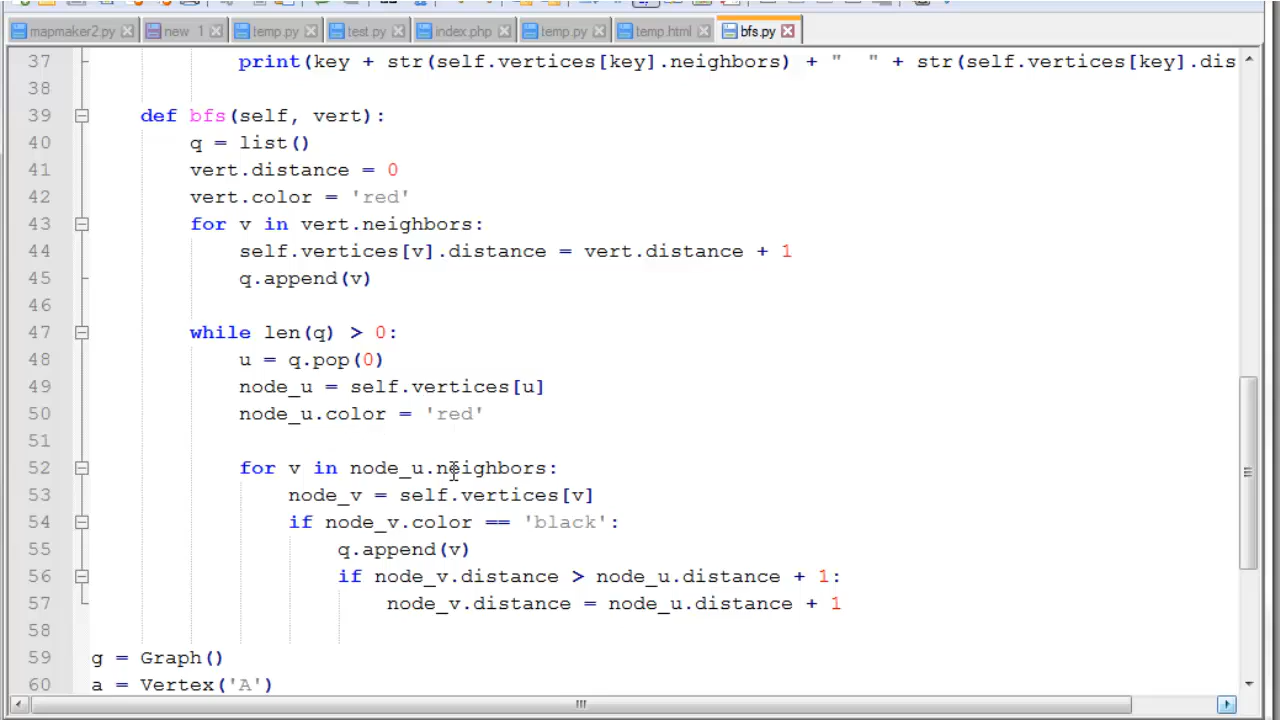 mapmaker2.py new 1 temp.py test.py index.php temp.py temp.html bfs.py
37 print(key + str(self.vertices[key].neighbors) + "  " + str(self.vertices[key].dis
38
39 def bfs(self, vert):
40 q = list()
41 vert.distance = 0
42 vert.color = 'red'
43 for v in vert.neighbors:
44 self.vertices[v].distance = vert.distance + 1
45 q.append(v)
46
47 while len(q) > 0:
48 u = q.pop(0)
49 node_u = self.vertices[u]
50 node_u.color = 'red'
51
52 for v in node_u.neighbors:
53 node_v = self.vertices[v]
54 if node_v.color == 'black':
55 q.append(v)
56 if node_v.distance > node_u.distance + 1:
57 node_v.distance = node_u.distance + 1
58
59 g = Graph()
60 a = Vertex('A')